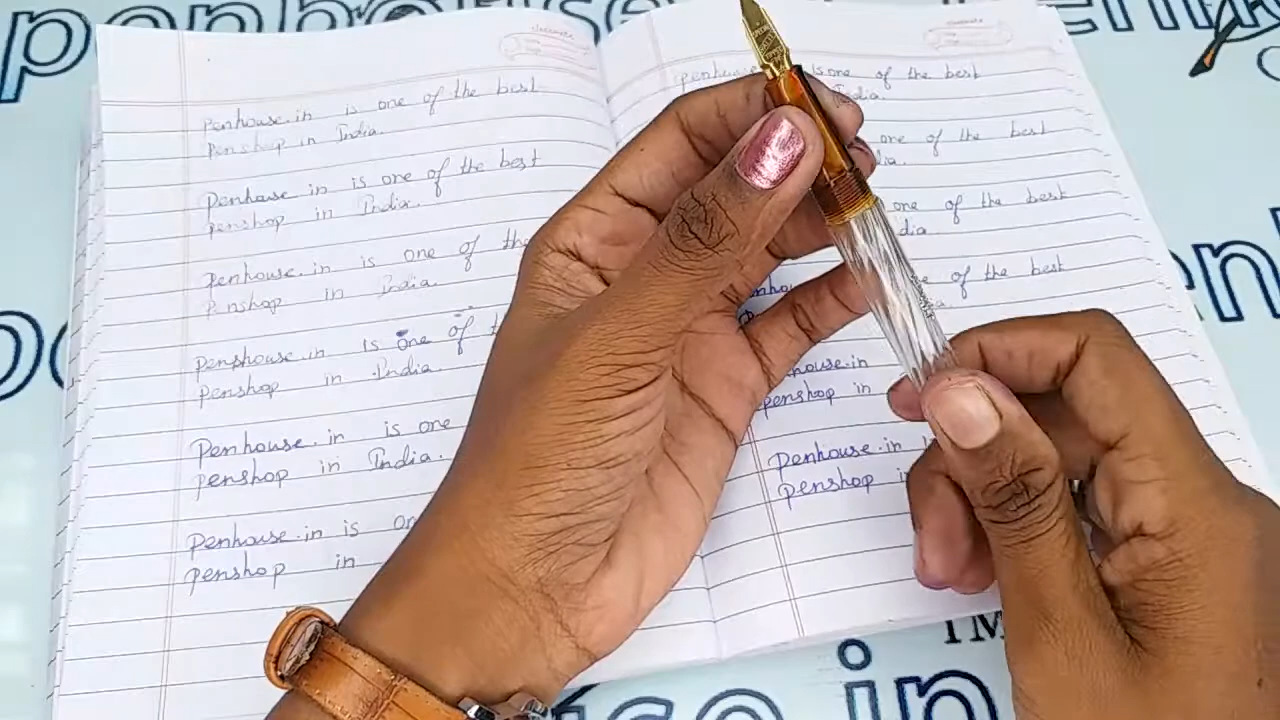 penhouse
Penhouse.in is one of the best
Penshop in India.
Penhouse.in is one of the best
penshop in India.
Penhouse.in is one of the
Penshop in India.
Penshouse.in is one of
penshop in India.
Penhouse.in is one
penshop in India.
Penhouse.in is
penshop in
penhouse is one of the best
India.
one of the best
one of the best
of the best
penshop in
Penhouse.in
penshop in
TM